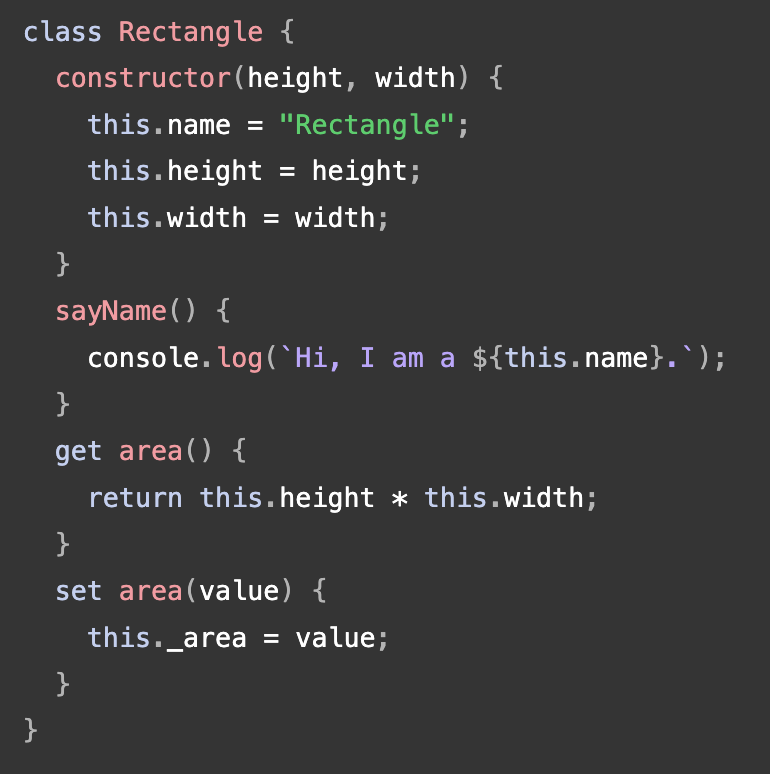 class Rectangle {
  constructor(height, width) {
    this.name = "Rectangle";
    this.height = height;
    this.width = width;
  }
  sayName() {
    console.log(`Hi, I am a ${this.name}.`);
  }
  get area() {
    return this.height * this.width;
  }
  set area(value) {
    this._area = value;
  }
}